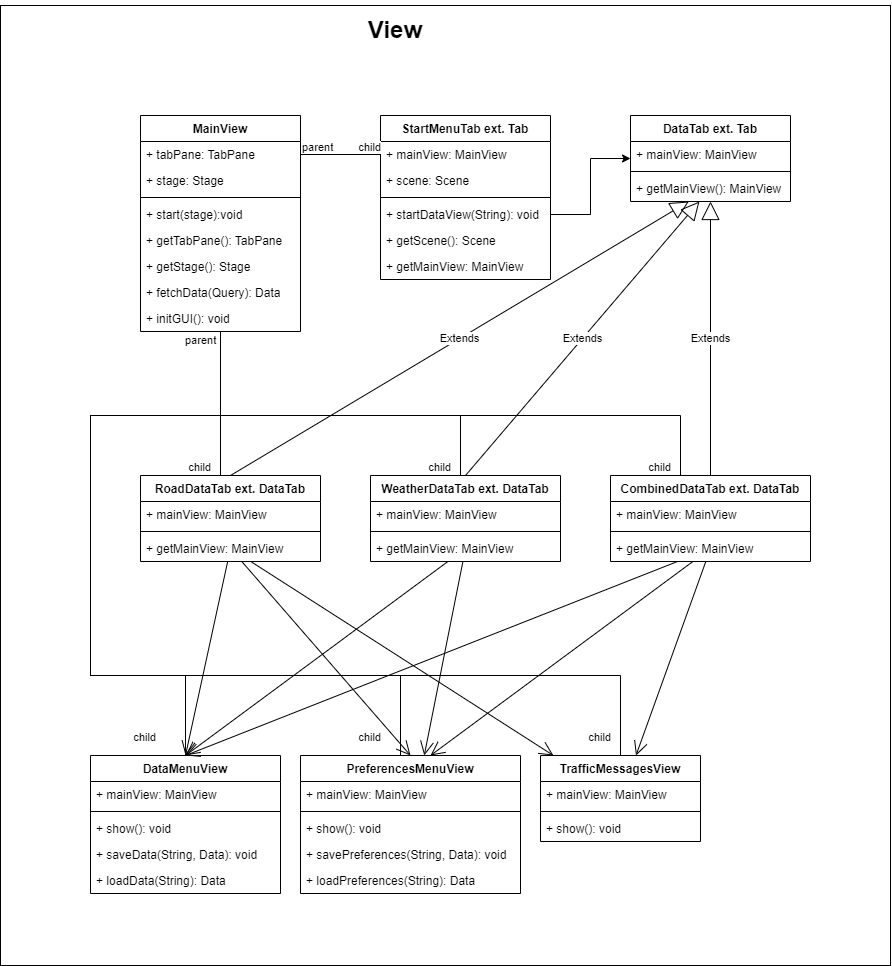 View
MainView
+ tabPane: TabPane
+ stage: Stage
+ start(stage):void
+ getTabPane(): TabPane
+ getStage(): Stage
+ fetchData(Query): Data
+ initGUI(): void
parent
child
StartMenuTab ext. Tab
+ mainView: MainView
+ scene: Scene
+ startDataView(String): void
+ getScene(): Scene
+ getMainView: MainView
DataTab ext. Tab
+ mainView: MainView
+ getMainView(): MainView
parent
Extends
Extends
Extends
child
child
child
RoadDataTab ext. DataTab
+ mainView: MainView
+ getMainView: MainView
WeatherDataTab ext. DataTab
+ mainView: MainView
+ getMainView: MainView
CombinedDataTab ext. DataTab
+ mainView: MainView
+ getMainView: MainView
child
child
child
DataMenuView
+ mainView: MainView
+ show(): void
+ saveData(String, Data): void
+ loadData(String): Data
PreferencesMenuView
+ mainView: MainView
+ show(): void
+ savePreferences(String, Data): void
+ loadPreferences(String): Data
TrafficMessagesView
+ mainView: MainView
+ show(): void